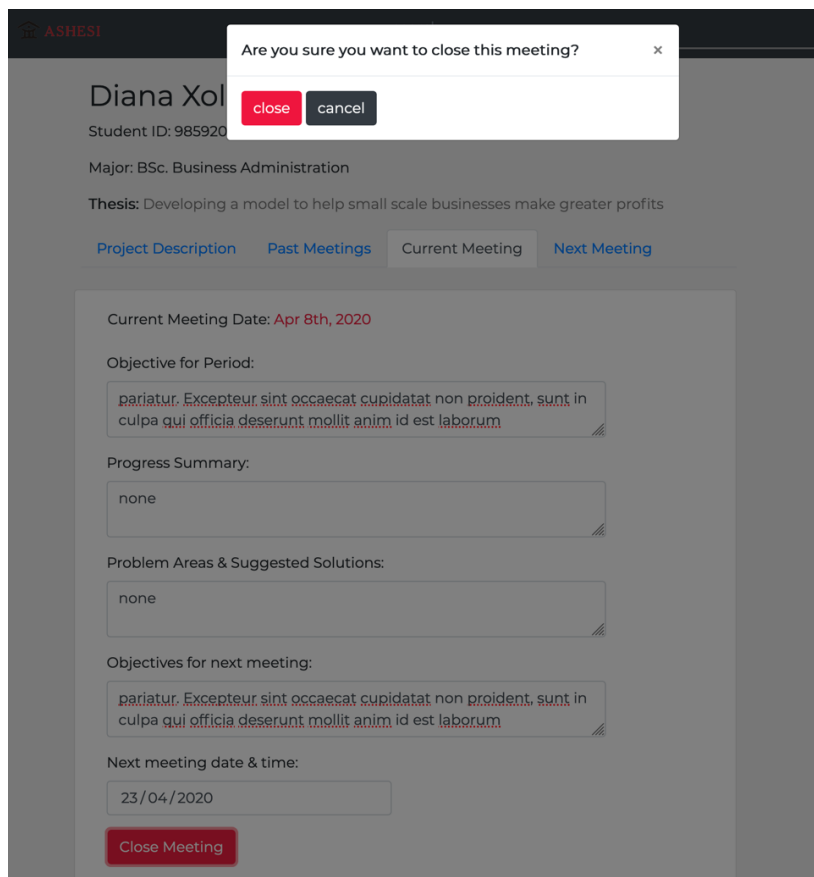 ASHESI
Are you sure you want to close this meeting?
×
close cancel
Diana Xol
Student ID: 985920
Major: BSc. Business Administration
Thesis: Developing a model to help small scale businesses make greater profits
Project Description Past Meetings Current Meeting Next Meeting
Current Meeting Date: Apr 8th, 2020
Objective for Period:
pariatur. Excepteur sint occaecat cupidatat non proident, sunt in
culpa qui officia deserunt mollit anim id est laborum
Progress Summary:
none
Problem Areas & Suggested Solutions:
none
Objectives for next meeting:
pariatur. Excepteur sint occaecat cupidatat non proident, sunt in
culpa qui officia deserunt mollit anim id est laborum
Next meeting date & time:
23/04/2020
Close Meeting